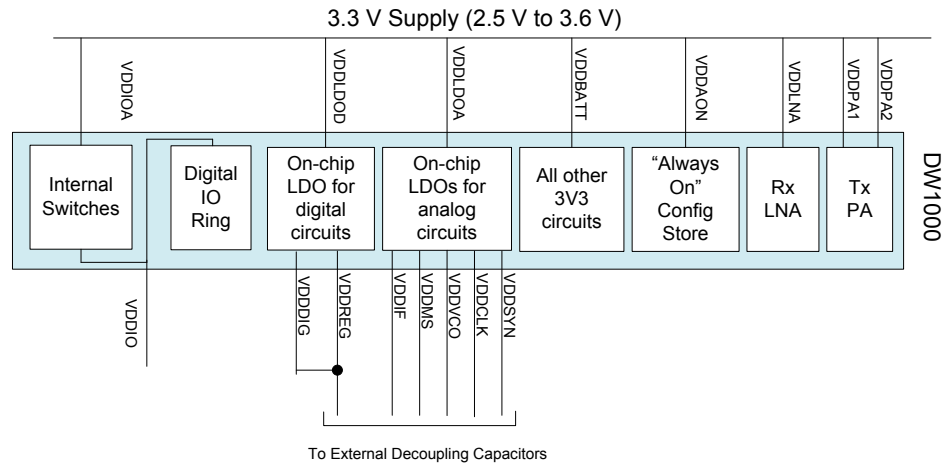 3.3 V Supply (2.5 V to 3.6 V)
VDDIOA
VDDLDOD
VDDLDOA
VDDBATT
VDDAON
VDDLNA
VDDPA1
VDDPA2
Internal
Switches
Digital
IO
Ring
On-chip
LDO for
digital
circuits
On-chip
LDOs for
analog
circuits
All other
3V3
circuits
“Always
On”
Config
Store
Rx
LNA
Tx
PA
DW1000
VDDIO
VDDDIG
VDDREG
VDDIF
VDDMS
VDDVCO
VDDCLK
VDDSYN
To External Decoupling Capacitors